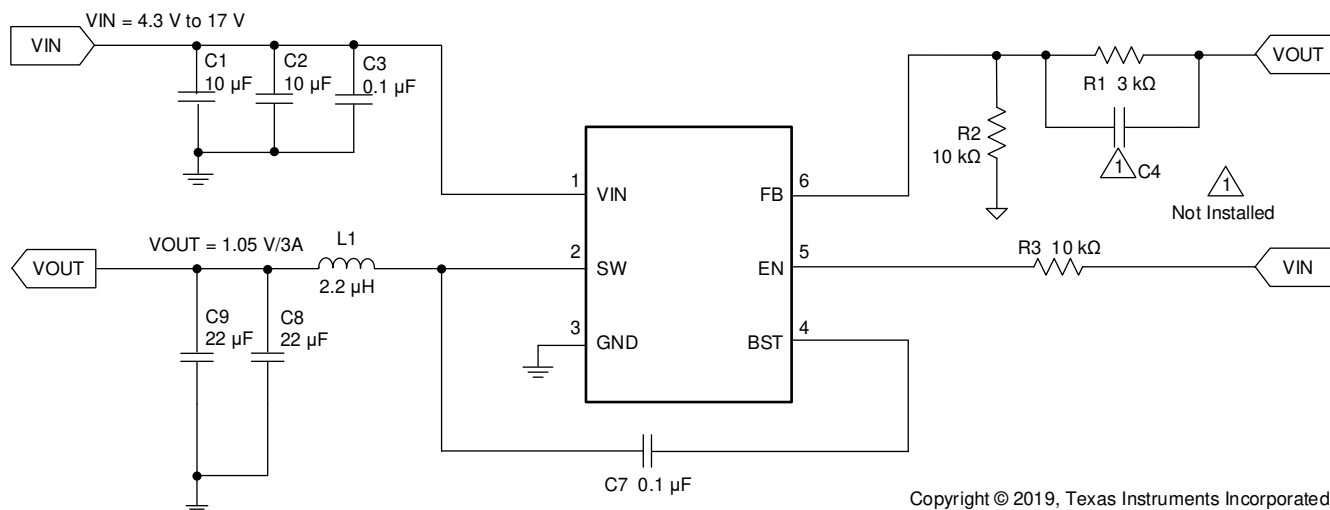 VIN = 4.3 V to 17 V
VIN
C1
10 µF
C2
10 µF
C3
0.1 µF
VOUT
R1 3 kΩ
R2
10 kΩ
1
C4
1
Not Installed
1
VIN
6
FB
VOUT = 1.05 V/3A
L1
2.2 µH
VOUT
2
SW
5
EN
R3 10 kΩ
VIN
C9
22 µF
C8
22 µF
3
GND
4
BST
C7 0.1 µF
Copyright © 2019, Texas Instruments Incorporated